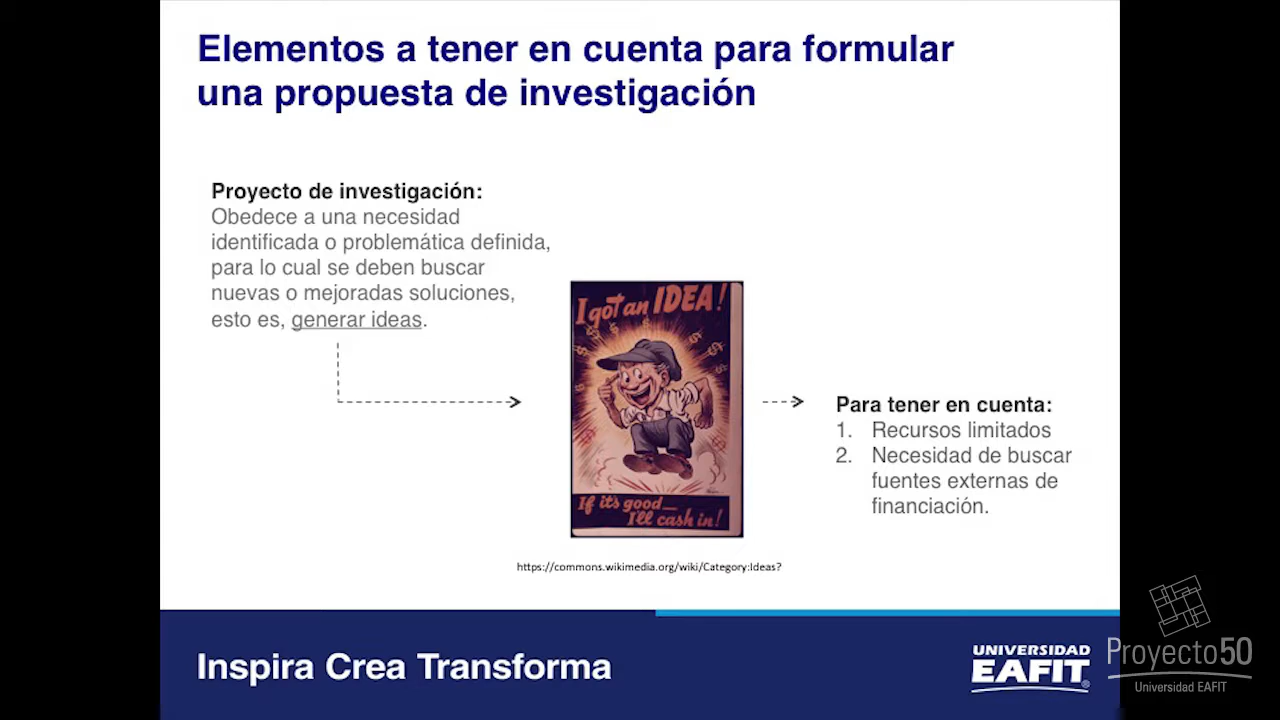 Elementos a tener en cuenta para formular
una propuesta de investigación
Proyecto de investigación:
Obedece a una necesidad
identificada o problemática definida,
para lo cual se deben buscar
nuevas o mejoradas soluciones,
esto es, generar ideas.
I got an IDEA!
If it's good—
I'll cash in!
https://commons.wikimedia.org/wiki/Category:Ideas?
Para tener en cuenta:
1. Recursos limitados
2. Necesidad de buscar
fuentes externas de
financiación.
Inspira Crea Transforma
UNIVERSIDAD
EAFIT®
Proyecto50
Universidad EAFIT